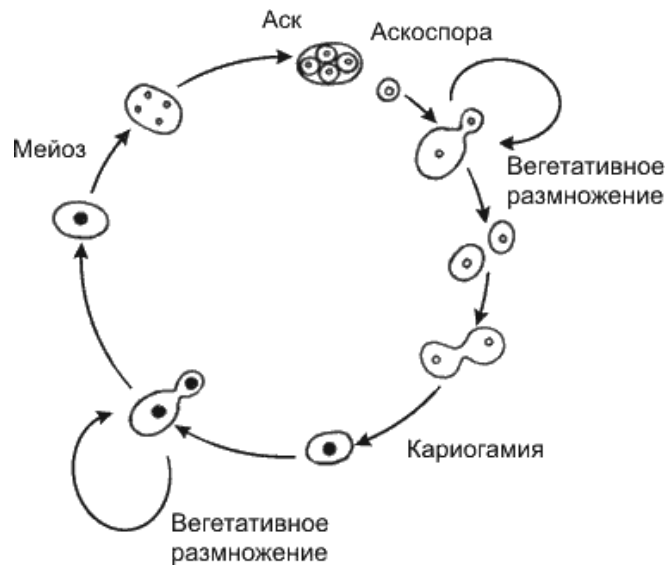 Аск
Аскоспора
Мейоз
Вегетативное
размножение
Кариогамия
Вегетативное
размножение